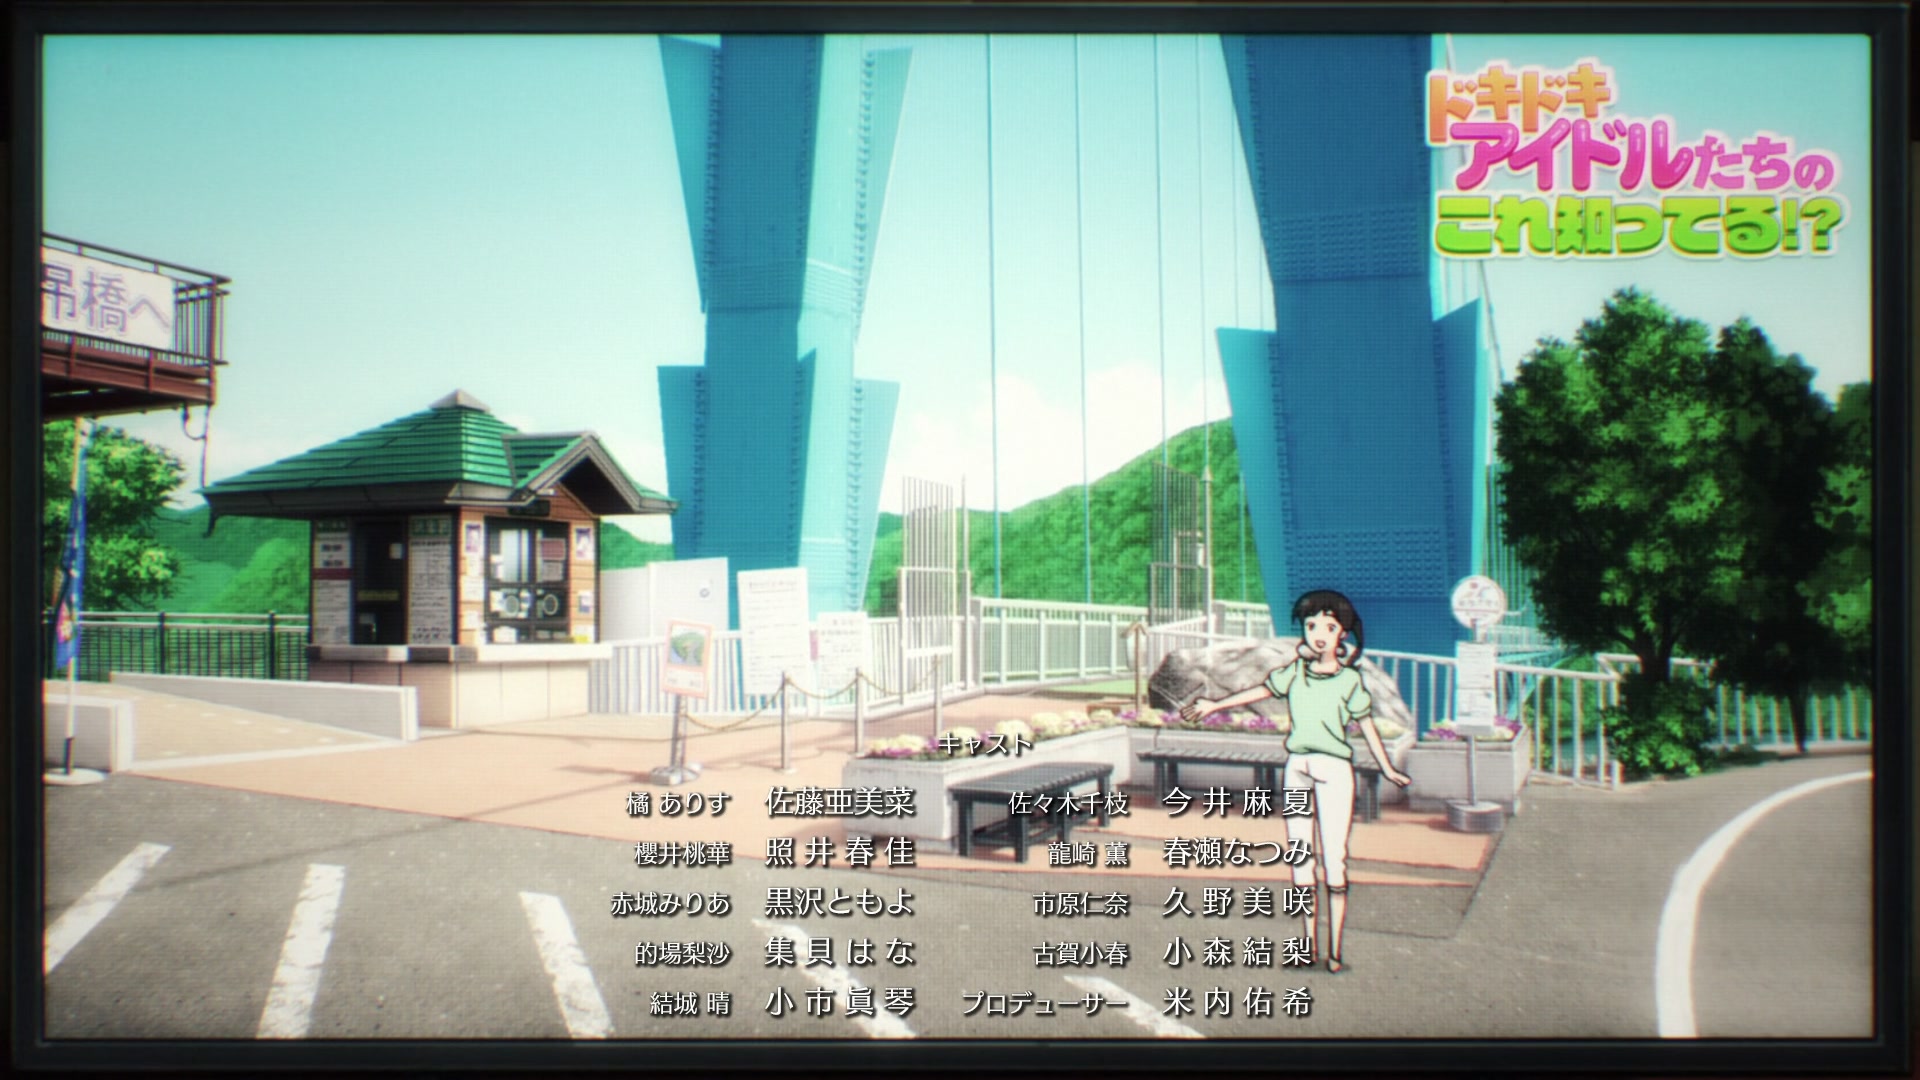 ドキドキ
アイドルたちの
これ知ってる!?
吊橋へ
キャスト
橘 ありす 佐藤亜美菜 佐々木千枝 今井麻夏
櫻井桃華 照井春佳 龍崎 薫 春瀬なつみ
赤城みりあ 黒沢ともよ 市原仁奈 久野美咲
的場梨沙 集貝はな 古賀小春 小森結梨
結城 晴 小市眞琴 プロデューサー 米内佑希